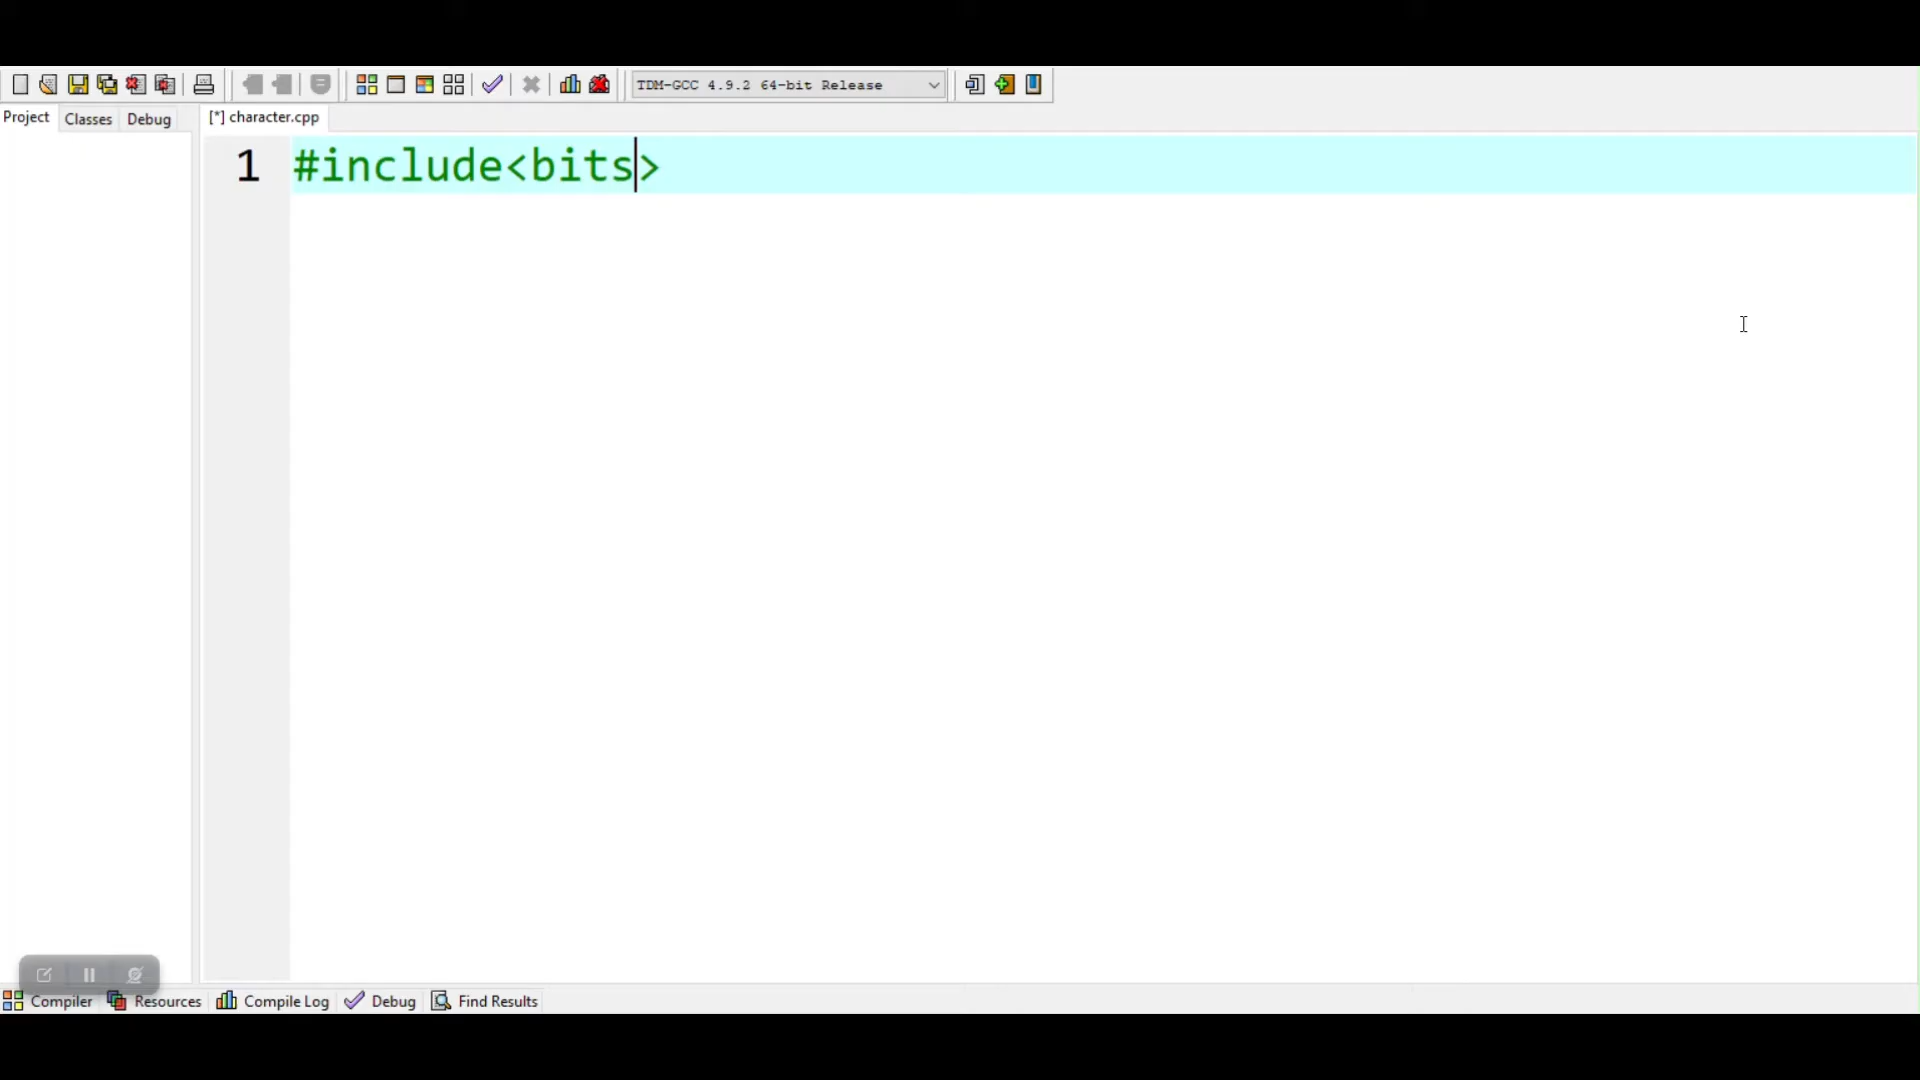 TDM-GCC 4.9.2 64-bit Release
Project Classes Debug [*] character.cpp
1 #include<bits>
Compiler Resources Compile Log Debug Find Results